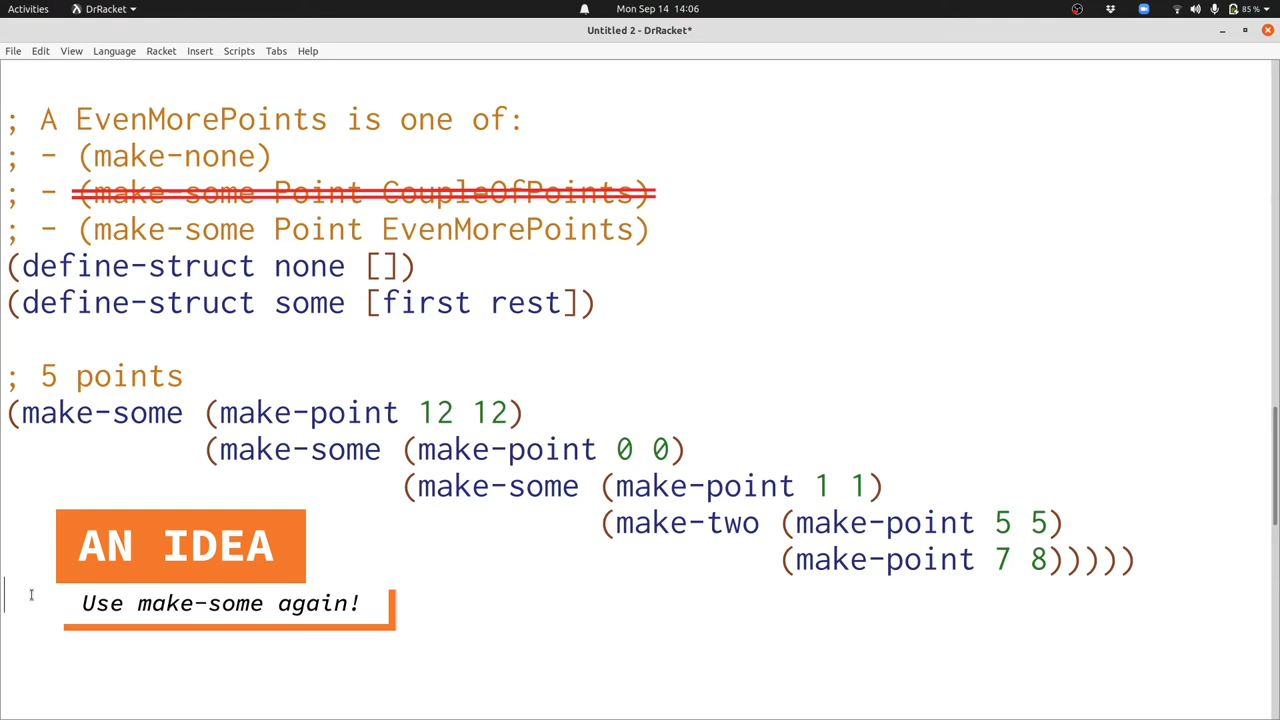 Activities DrRacket Mon Sep 14 14:06 85 %
Untitled 2 - DrRacket*
File Edit View Language Racket Insert Scripts Tabs Help
; A EvenMorePoints is one of:
; - (make-none)
; - (make-some Point CoupleOfPoints)
; - (make-some Point EvenMorePoints)
(define-struct none [])
(define-struct some [first rest])
; 5 points
(make-some (make-point 12 12)
(make-some (make-point 0 0)
(make-some (make-point 1 1)
(make-two (make-point 5 5)
(make-point 7 8)))))
AN IDEA
Use make-some again!